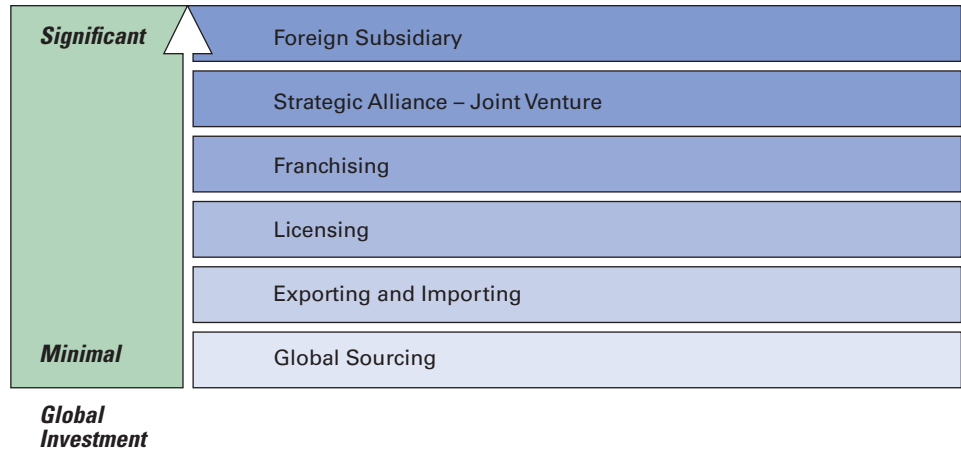 Significant
Foreign Subsidiary
Strategic Alliance – Joint Venture
Franchising
Licensing
Exporting and Importing
Minimal
Global Sourcing
Global
Investment